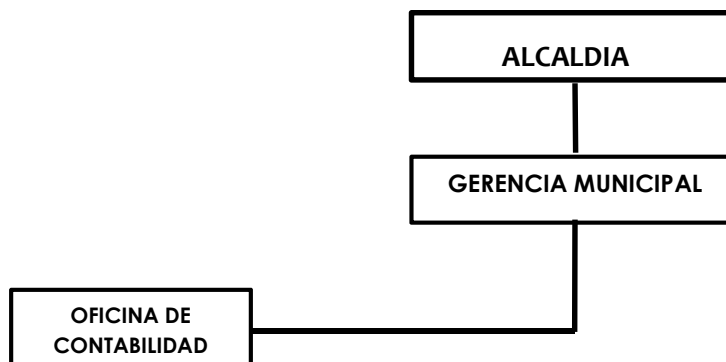 ALCALDIA
GERENCIA MUNICIPAL
OFICINA DE
CONTABILIDAD